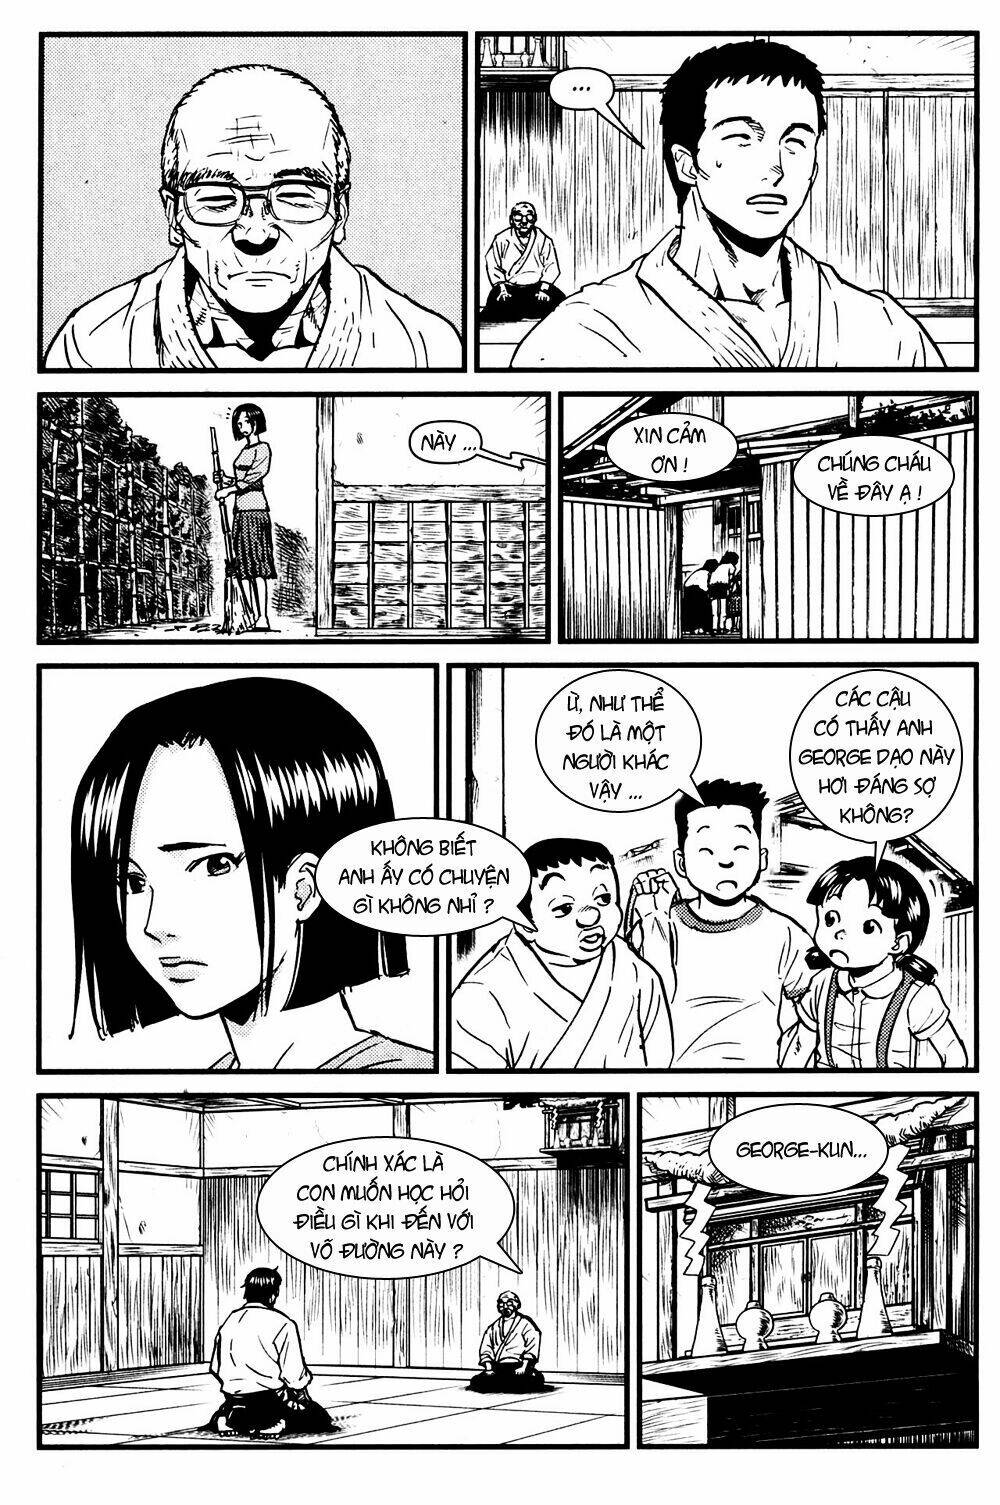 ...
NÀY ...
XIN CẢM
ƠN !
CHÚNG CHÁU
VỀ ĐÂY Ạ !
Ừ, NHƯ THỂ
ĐÓ LÀ MỘT
NGƯỜI KHÁC
VẬY ...
CÁC CẬU
CÓ THẤY ANH
GEORGE DẠO NÀY
HƠI ĐÁNG SỢ
KHÔNG?
KHÔNG BIẾT
ANH ẤY CÓ CHUYỆN
GÌ KHÔNG NHỈ ?
CHÍNH XÁC LÀ
CON MUỐN HỌC HỎI
ĐIỀU GÌ KHI ĐẾN VỚI
VÕ ĐƯỜNG NÀY ?
GEORGE-KUN...